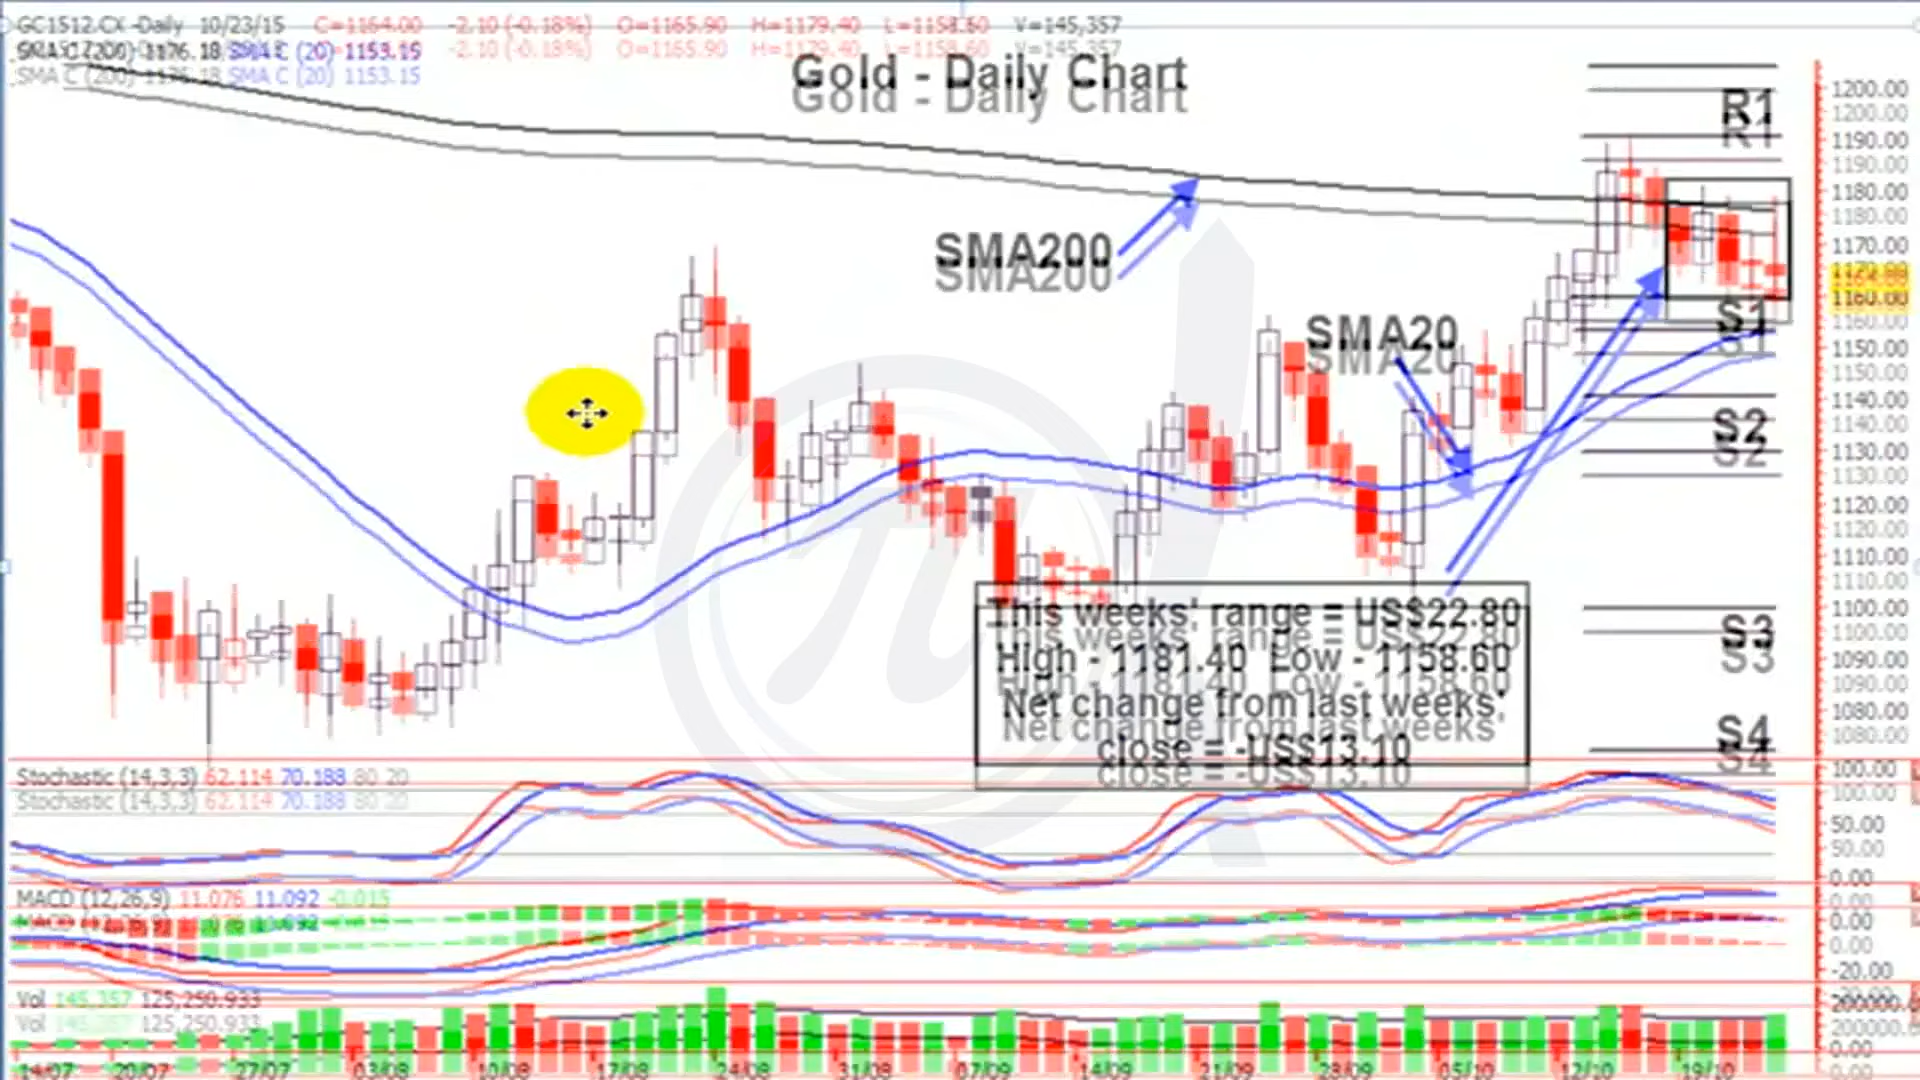 GC1512.CX -Daily 10/23/15 C=1164.00 -2.10 (-0.18%) O=1165.90 H=1179.40 L=1158.60 V=145,357
SMA C (200) 1176.18 SMA C (20) 1153.15
Gold - Daily Chart
R1
SMA200
SMA20
S1
S2
S3
S4
This weeks' range = US$22.80
High - 1181.40 Low - 1158.60
Net change from last weeks'
close = -US$13.10
1200.00
1190.00
1180.00
1170.00
1160.00
1150.00
1140.00
1130.00
1120.00
1110.00
1100.00
1090.00
1080.00
Stochastic (14,3,3) 62.114 70.188 80 20
100.00
50.00
0.00
MACD (12,26,9) 11.076 11.092 -0.015
0.00
-20.00
Vol 145,357 125,250.933
200000.
0.00
14/07 20/07 27/07 03/08 10/08 17/08 24/08 31/08 07/09 14/09 21/09 28/09 05/10 12/10 19/10